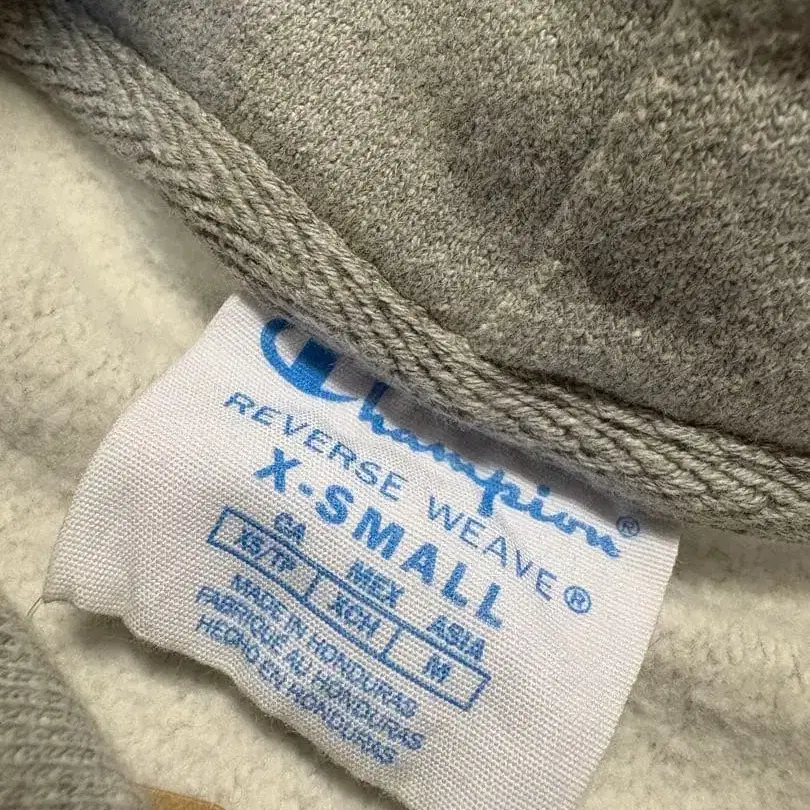 Champion®
REVERSE WEAVE®
X-SMALL
CA MEX ASIA
XS/TP XCH M
MADE IN HONDURAS
FABRIQUE AU HONDURAS
HECHO EN HONDURAS